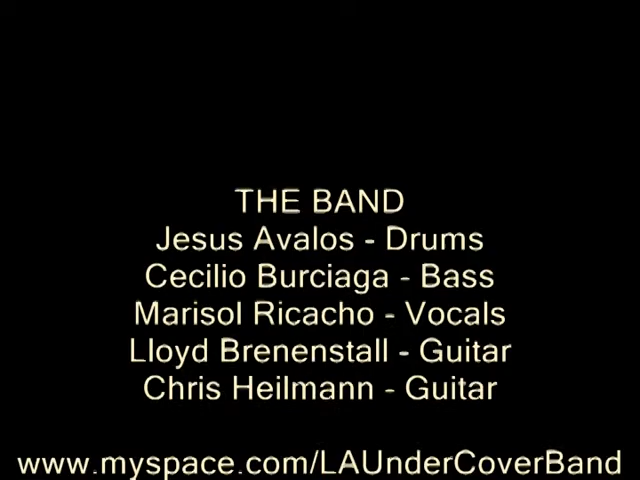 THE BAND
Jesus Avalos - Drums
Cecilio Burciaga - Bass
Marisol Ricacho - Vocals
Lloyd Brenenstall - Guitar
Chris Heilmann - Guitar
www.myspace.com/LAUnderCoverBand